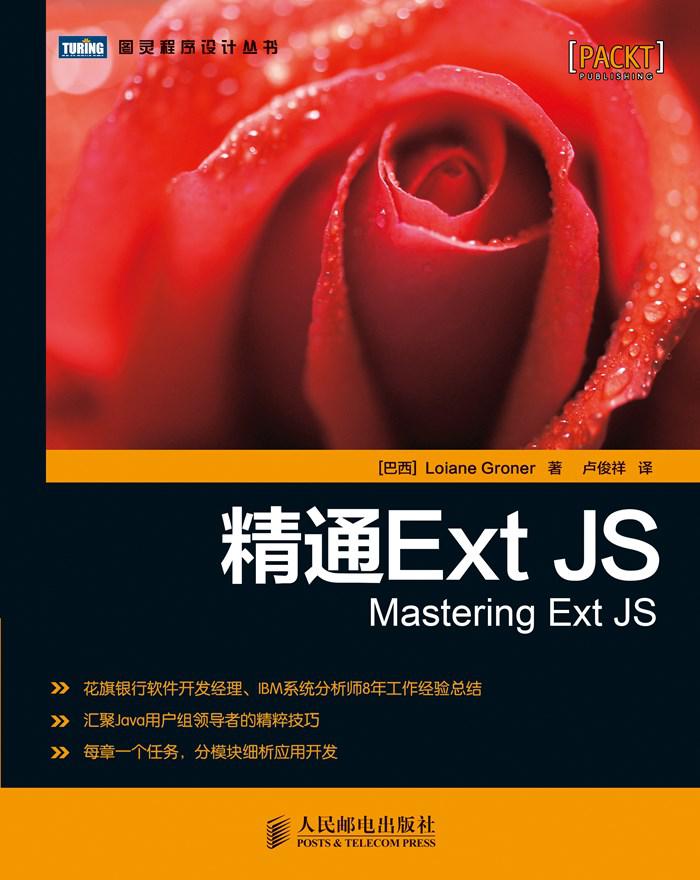 TURING 图灵程序设计丛书
[PACKT]
PUBLISHING
[巴西] Loiane Groner 著 卢俊祥 译
精通Ext JS
Mastering Ext JS
花旗银行软件开发经理、IBM系统分析师8年工作经验总结
汇聚Java用户组领导者的精粹技巧
每章一个任务，分模块细析应用开发
人民邮电出版社
POSTS & TELECOM PRESS